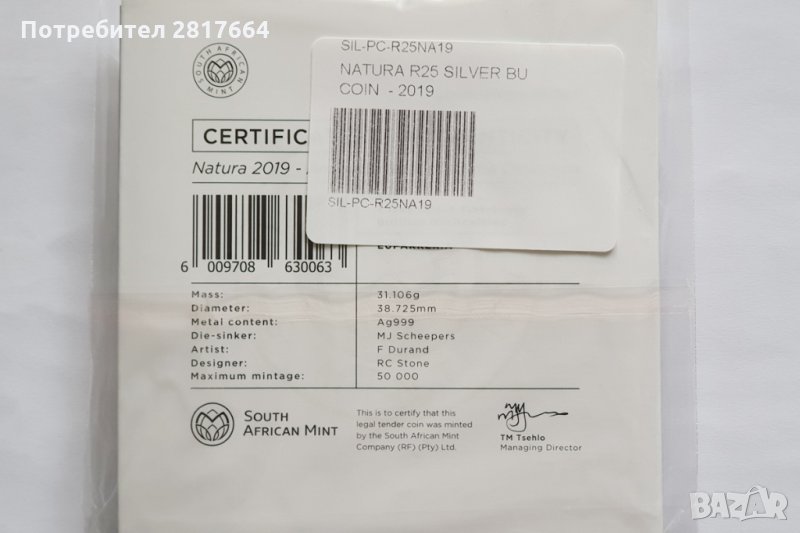 Потребител 2817664
SOUTH AFRICAN MINT
SIL-PC-R25NA19
NATURA R25 SILVER BU
COIN - 2019
SIL-PC-R25NA19
CERTIFIC
Natura 2019 -
6 009708 630063
Mass: 31.106g
Diameter: 38.725mm
Metal content: Ag999
Die-sinker: MJ Scheepers
Artist: F Durand
Designer: RC Stone
Maximum mintage: 50 000
SOUTH
AFRICAN MINT
This is to certify that this
legal tender coin was minted
by the South African Mint
Company (RF) (Pty) Ltd.
TM Tsehlo
Managing Director
BAZAR